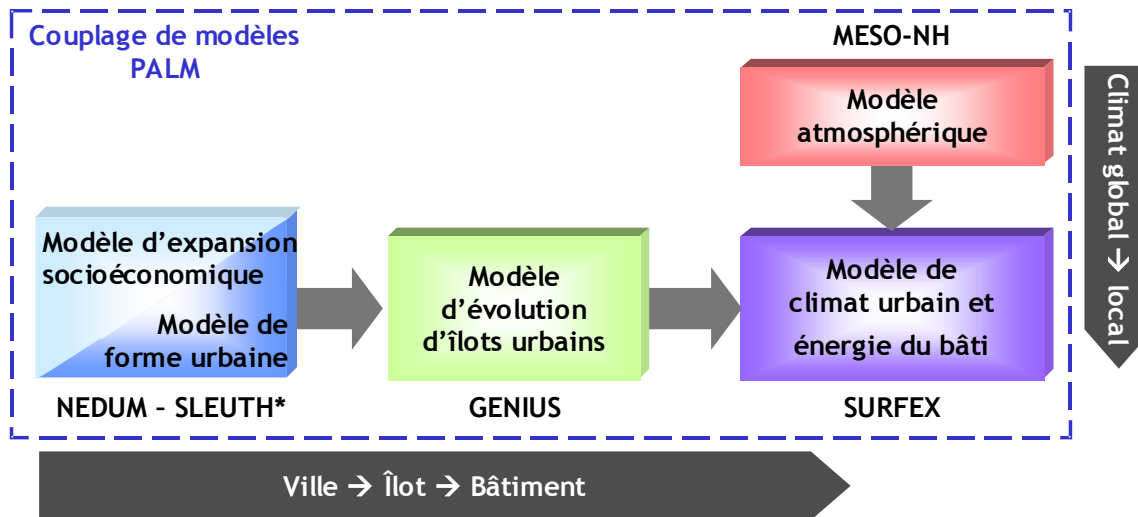 Couplage de modèles
PALM
MESO-NH
Modèle
atmosphérique
Climat global → local
Modèle d’expansion
socioéconomique
Modèle de
forme urbaine
NEDUM – SLEUTH*
Modèle
d’évolution
d’îlots urbains
GENIUS
Modèle de
climat urbain et
énergie du bâti
SURFEX
Ville → Îlot → Bâtiment